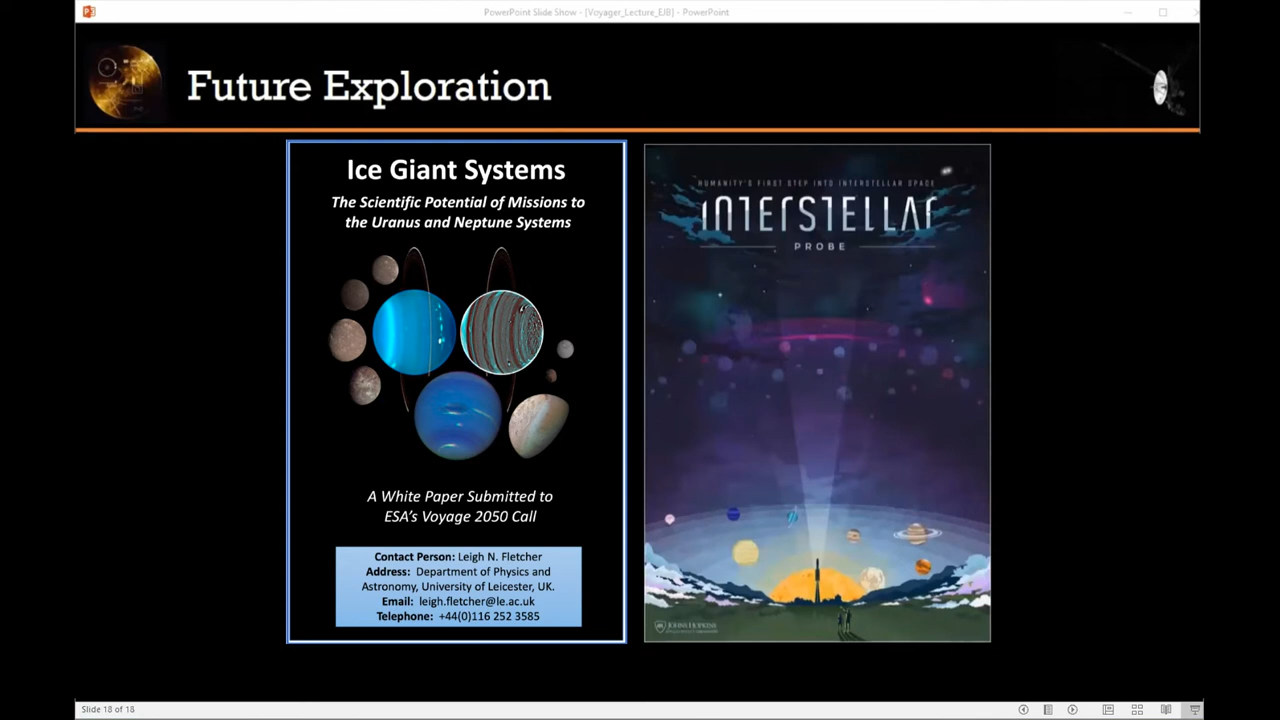 PowerPoint Slide Show - [Voyager_Lecture_EJB] - PowerPoint
Future Exploration
Ice Giant Systems
The Scientific Potential of Missions to
the Uranus and Neptune Systems
A White Paper Submitted to
ESA's Voyage 2050 Call
Contact Person: Leigh N. Fletcher
Address: Department of Physics and
Astronomy, University of Leicester, UK.
Email: leigh.fletcher@le.ac.uk
Telephone: +44(0)116 252 3585
HUMANITY'S FIRST STEP INTO INTERSTELLAR SPACE
INTERSTELLAR
PROBE
JOHNS HOPKINS
Slide 18 of 18